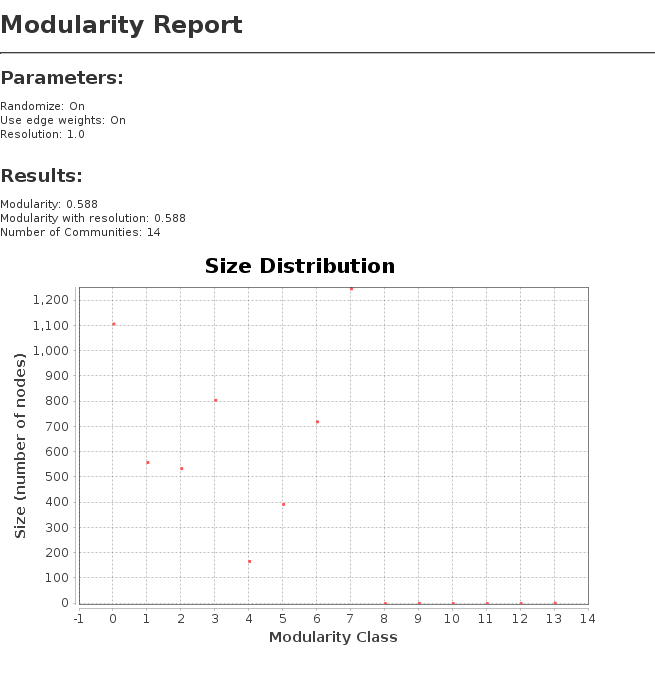 Modularity Report
Parameters:
Randomize: On
Use edge weights: On
Resolution: 1.0
Results:
Modularity: 0.588
Modularity with resolution: 0.588
Number of Communities: 14
Size Distribution
1,200
1,100
1,000
900
800
700
600
500
400
300
200
100
0
Size (number of nodes)
-1 0 1 2 3 4 5 6 7 8 9 10 11 12 13 14
Modularity Class